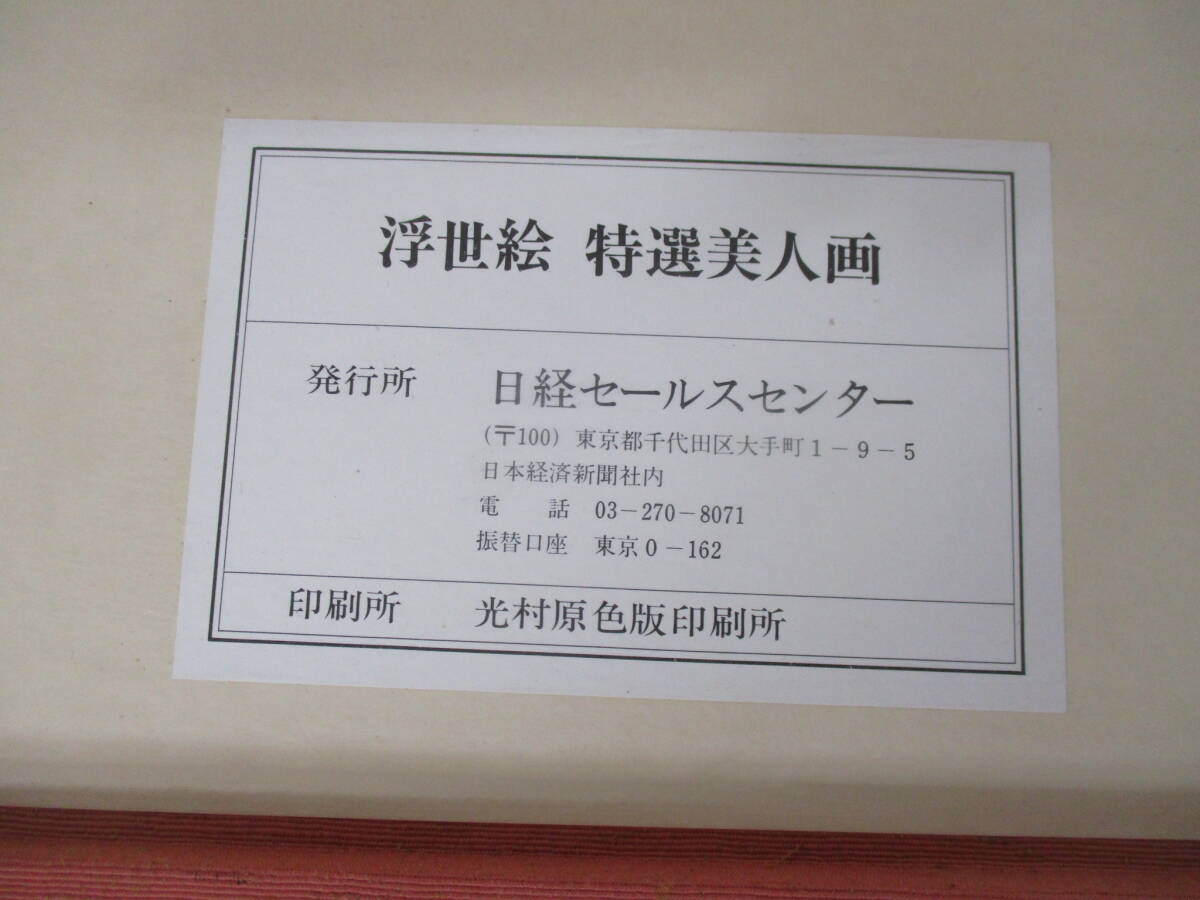 浮世絵 特選美人画
発行所 日経セールスセンター
(〒100) 東京都千代田区大手町1－9－5
日本経済新聞社内
電　話 03－270－8071
振替口座 東京0－162
印刷所 光村原色版印刷所